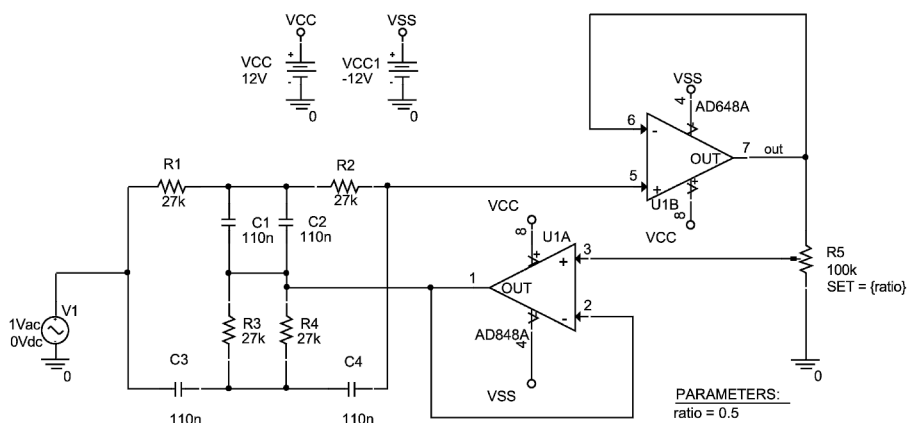 VCC
VSS
+
VCC
12V
-
0
+
VCC1
-12V
-
0
VSS
4
AD648A
6
-
7
out
OUT
5
+
U1B
+
8
VCC
R1
27k
R2
27k
C1
110n
C2
110n
VCC
8
U1A
+
3
+
1
OUT
2
-
AD848A
4
VSS
R5
100k
SET = {ratio}
0
V1
1Vac
0Vdc
0
R3
27k
R4
27k
C3
110n
C4
110n
PARAMETERS:
ratio = 0.5